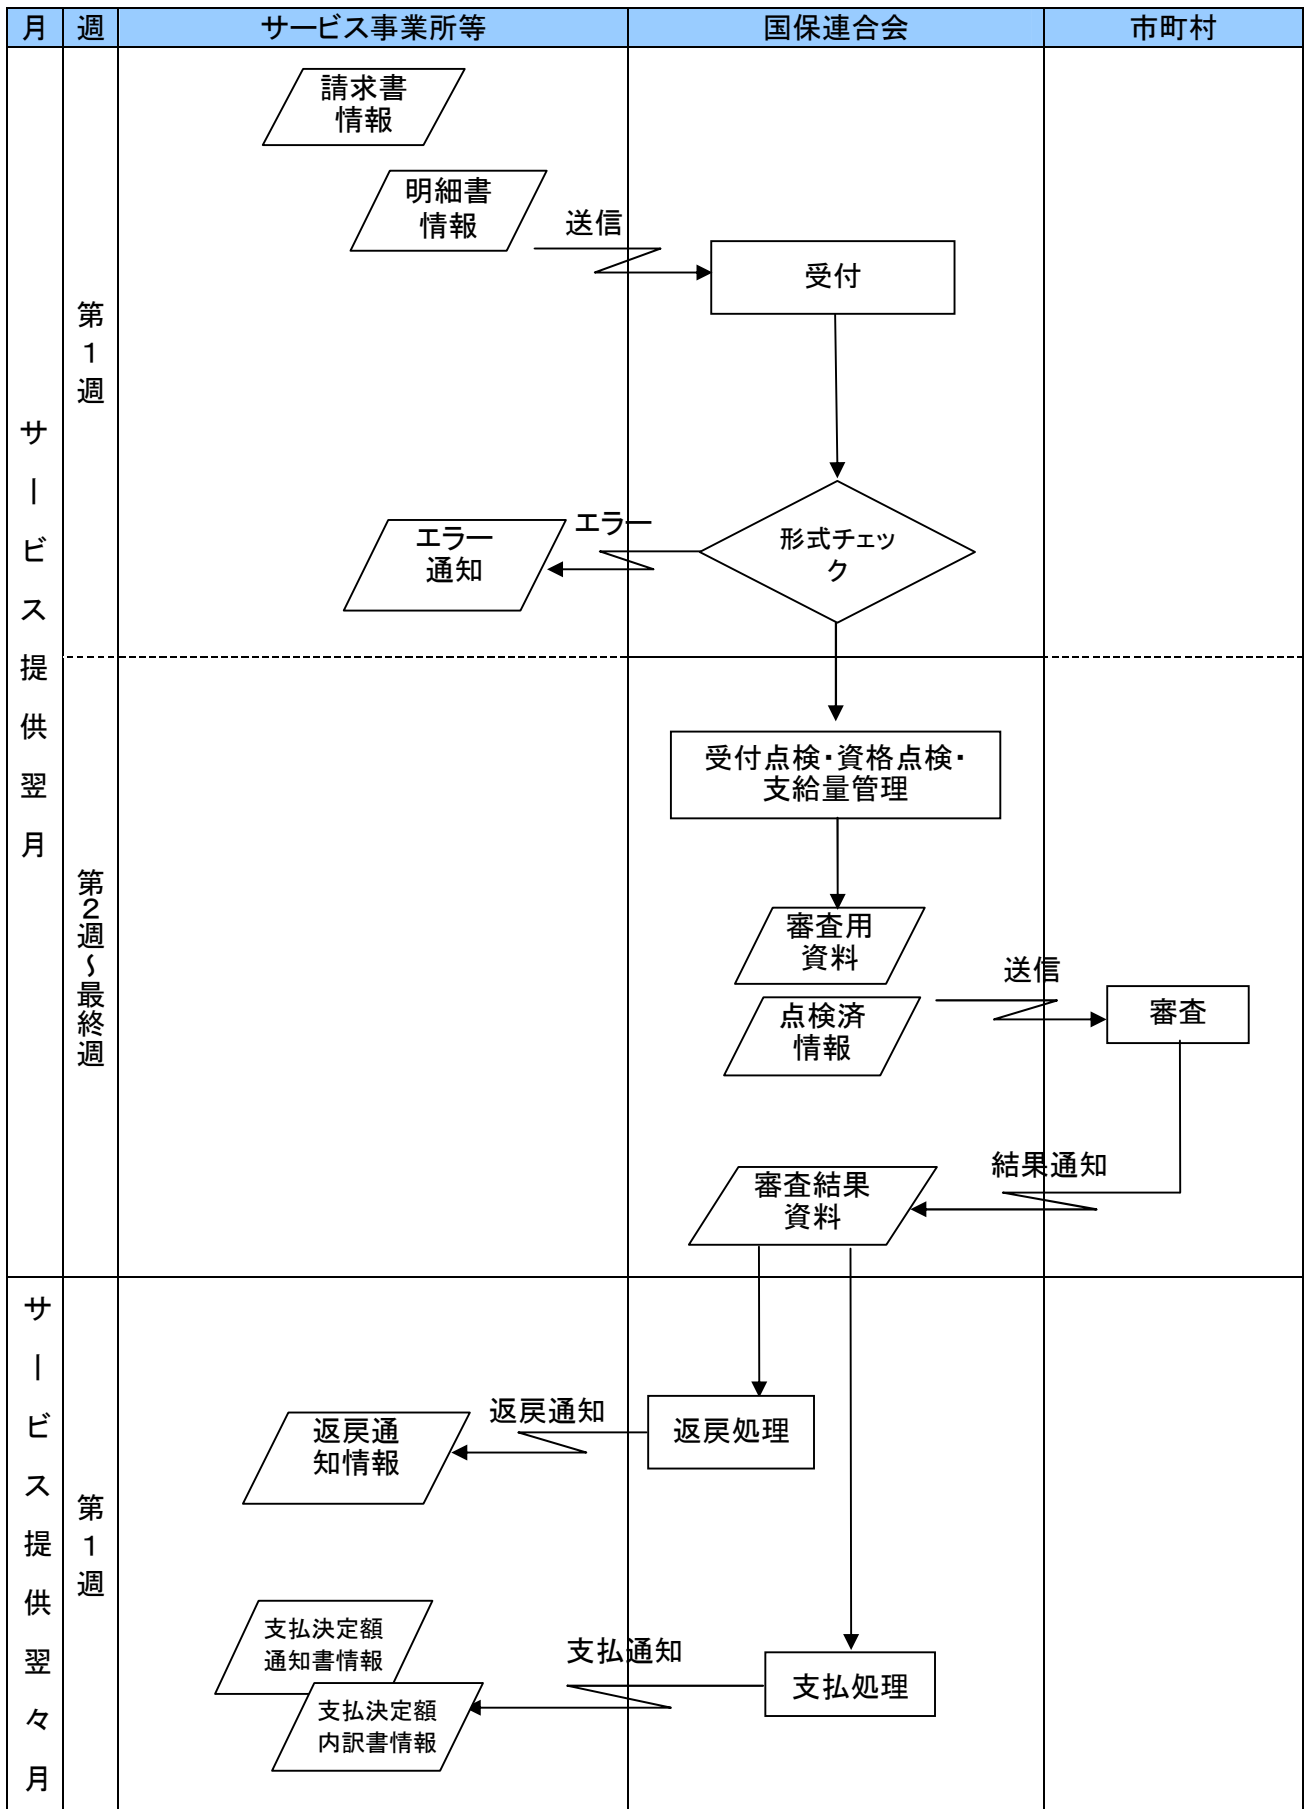 月 週 サービス事業所等 国保連合会 市町村
サービス提供翌月
第1週
請求書
情報
明細書
情報
送信
受付
形式チェッ
ク
エラー
エラー
通知
第2週~最終週
受付点検・資格点検・
支給量管理
審査用
資料
点検済
情報
送信
審査
結果通知
審査結果
資料
サービス提供翌々月
第1週
返戻処理
返戻通知
返戻通
知情報
支払処理
支払通知
支払決定額
通知書情報
支払決定額
内訳書情報